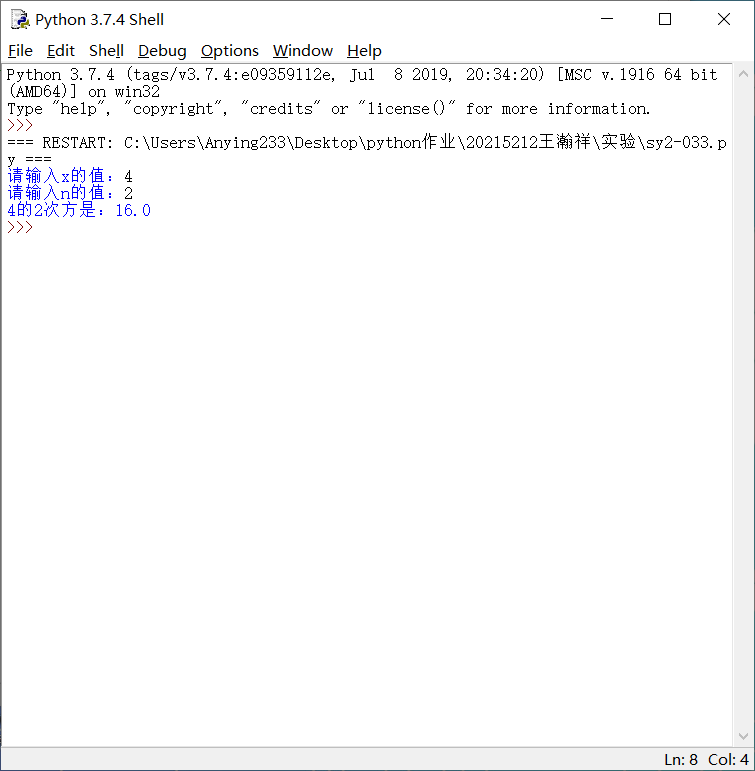 Python 3.7.4 Shell
File Edit Shell Debug Options Window Help
Python 3.7.4 (tags/v3.7.4:e09359112e, Jul  8 2019, 20:34:20) [MSC v.1916 64 bit
(AMD64)] on win32
Type "help", "copyright", "credits" or "license()" for more information.
>>>
=== RESTART: C:\Users\Anying233\Desktop\python作业\20215212王瀚祥\实验\sy2-033.p
y ===
请输入x的值：4
请输入n的值：2
4的2次方是：16.0
>>>
Ln: 8 Col: 4